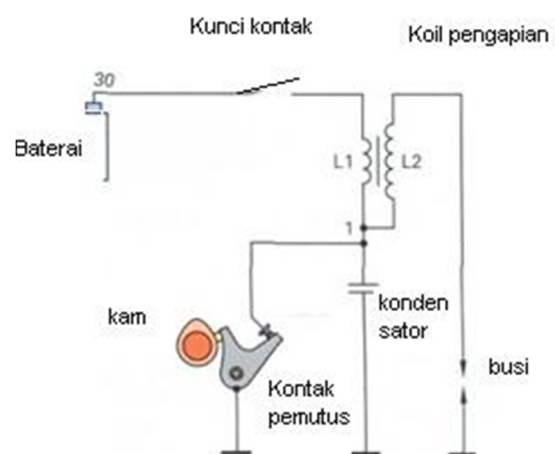 Kunci kontak
Koil pengapian
30
Baterai
L1
L2
1
kam
konden
sator
busi
Kontak
pemutus